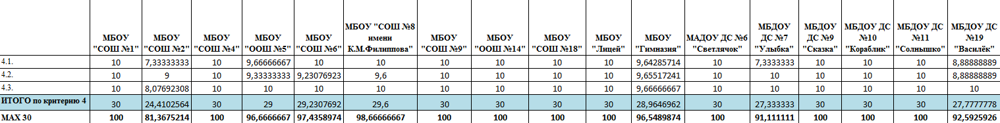 МБОУ "СОШ №1" МБОУ "СОШ №2" МБОУ "СОШ №4" МБОУ "ООШ №5" МБОУ "СОШ №6" МБОУ "СОШ №8 имени К.М.Филиппова" МБОУ "СОШ №9" МБОУ "ООШ №14" МБОУ "СОШ №18" МБОУ "Лицей" МБОУ "Гимназия" МАДОУ ДС №6 "Светлячок" МБДОУ ДС №7 "Улыбка" МБДОУ ДС №9 "Сказка" МБДОУ ДС №10 "Кораблик" МБДОУ ДС №11 "Солнышко" МБДОУ ДС №19 "Василёк"
4.1. 10 7,33333333 10 9,66666667 10 10 10 10 10 10 9,64285714 10 7,3333333 10 10 10 8,88888889
4.2. 10 9 10 9,33333333 9,23076923 9,6 10 10 10 10 9,65517241 10 10 10 10 10 8,88888889
4.3. 10 8,07692308 10 10 10 10 10 10 10 10 9,66666667 10 10 10 10 10 10
ИТОГО по критерию 4 30 24,4102564 30 29 29,2307692 29,6 30 30 30 30 28,9646962 30 27,333333 30 30 30 27,7777778
MAX 30 100 81,3675214 100 96,6666667 97,4358974 98,66666667 100 100 100 100 96,5489874 100 91,111111 100 100 100 92,5925926